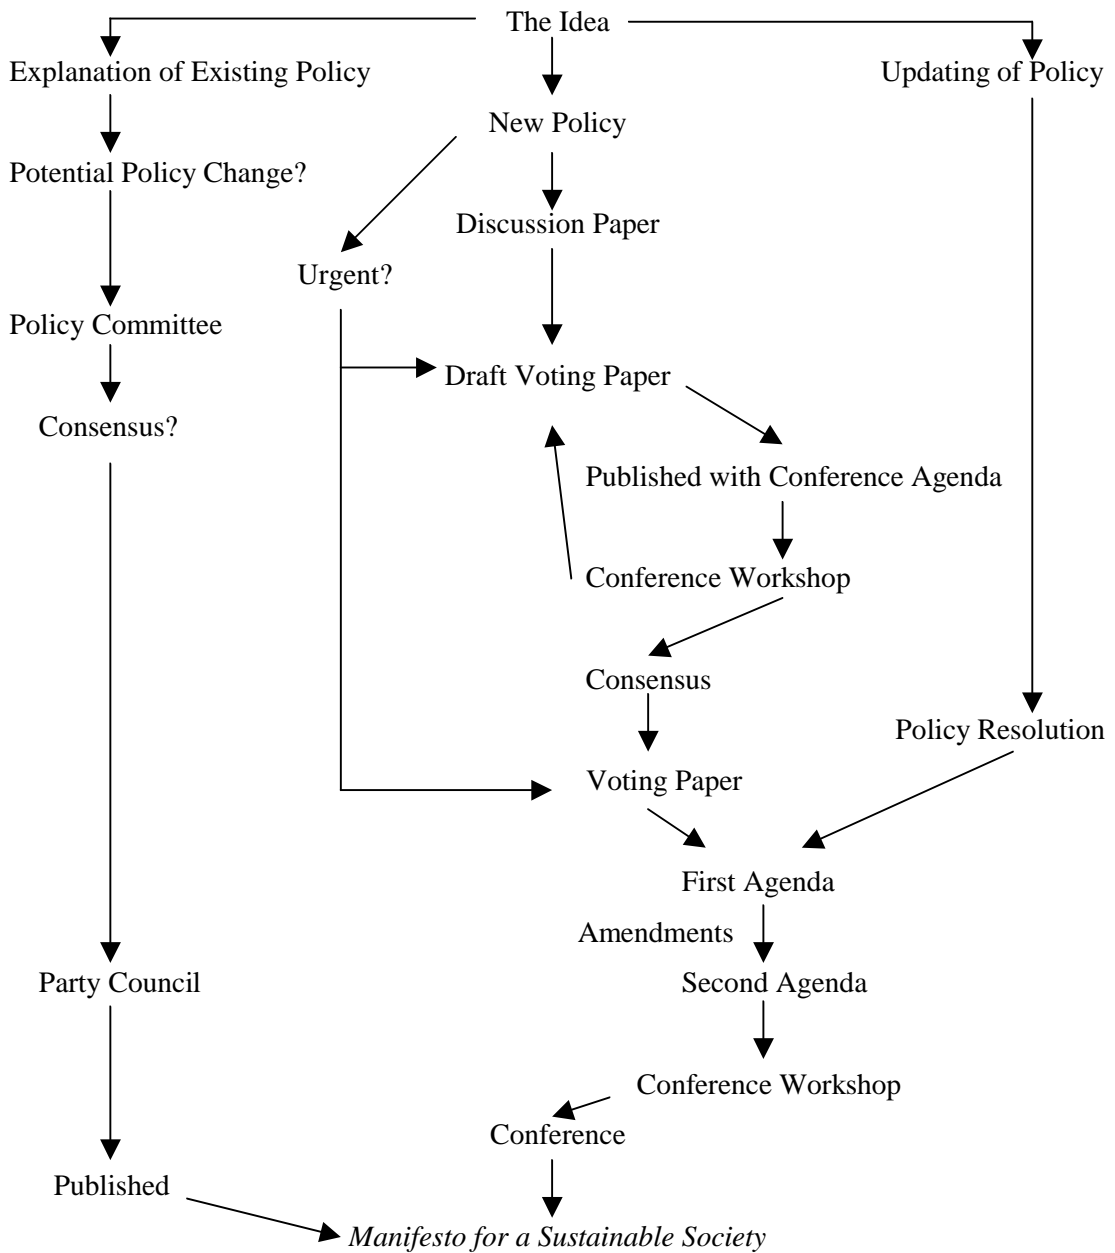 The Idea
Explanation of Existing Policy
Updating of Policy
New Policy
Potential Policy Change?
Discussion Paper
Urgent?
Policy Committee
Draft Voting Paper
Consensus?
Published with Conference Agenda
Conference Workshop
Consensus
Policy Resolution
Voting Paper
First Agenda
Amendments
Party Council
Second Agenda
Conference Workshop
Conference
Published
Manifesto for a Sustainable Society